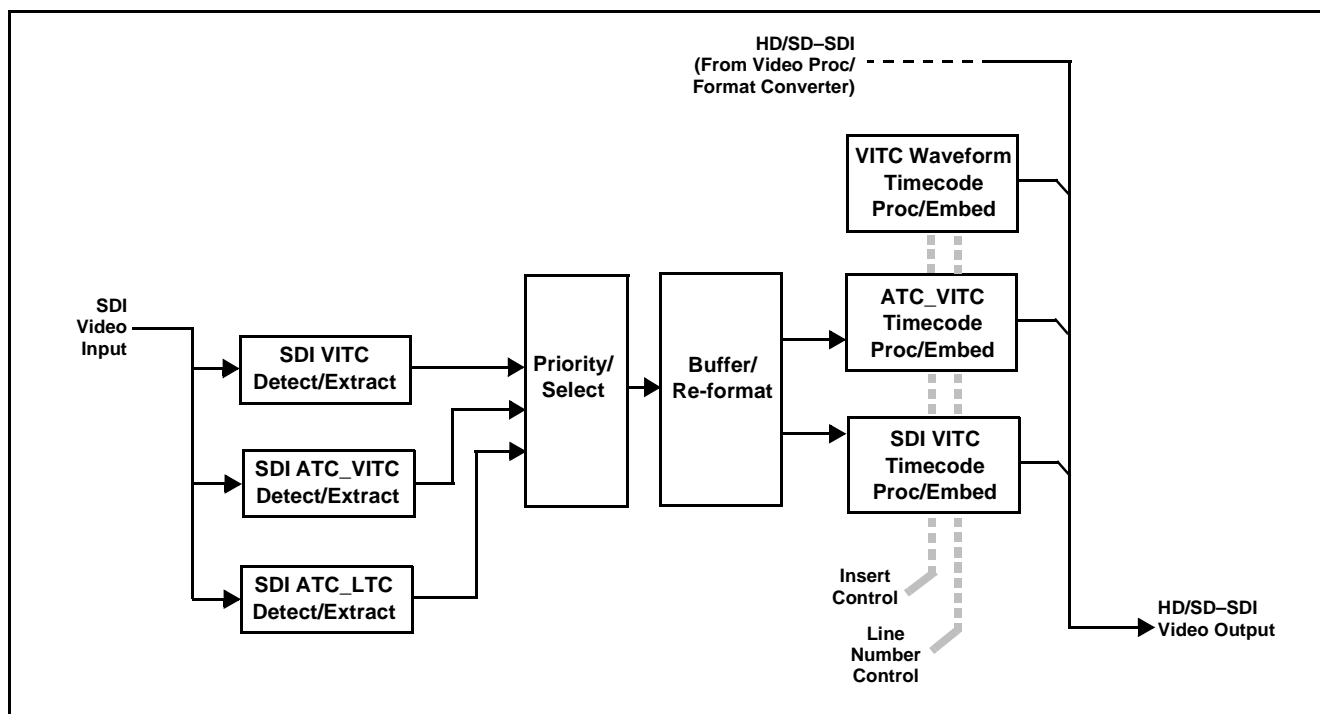 HD/SD–SDI
(From Video Proc/
Format Converter)
VITC Waveform
Timecode
Proc/Embed
SDI
Video
Input
SDI VITC
Detect/Extract
SDI ATC_VITC
Detect/Extract
SDI ATC_LTC
Detect/Extract
Priority/
Select
Buffer/
Re-format
ATC_VITC
Timecode
Proc/Embed
SDI VITC
Timecode
Proc/Embed
Insert
Control
Line
Number
Control
HD/SD–SDI
Video Output